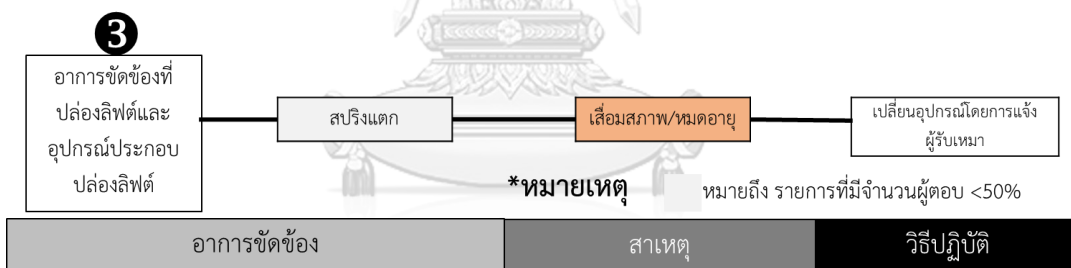 3
อาการขัดข้องที่
ปล่องลิฟต์และ
อุปกรณ์ประกอบ
ปล่องลิฟต์
สปริงแตก
เสื่อมสภาพ/หมดอายุ
เปลี่ยนอุปกรณ์โดยการแจ้ง
ผู้รับเหมา
*หมายเหตุ หมายถึง รายการที่มีจำนวนผู้ตอบ <50%
อาการขัดข้อง สาเหตุ วิธีปฏิบัติ